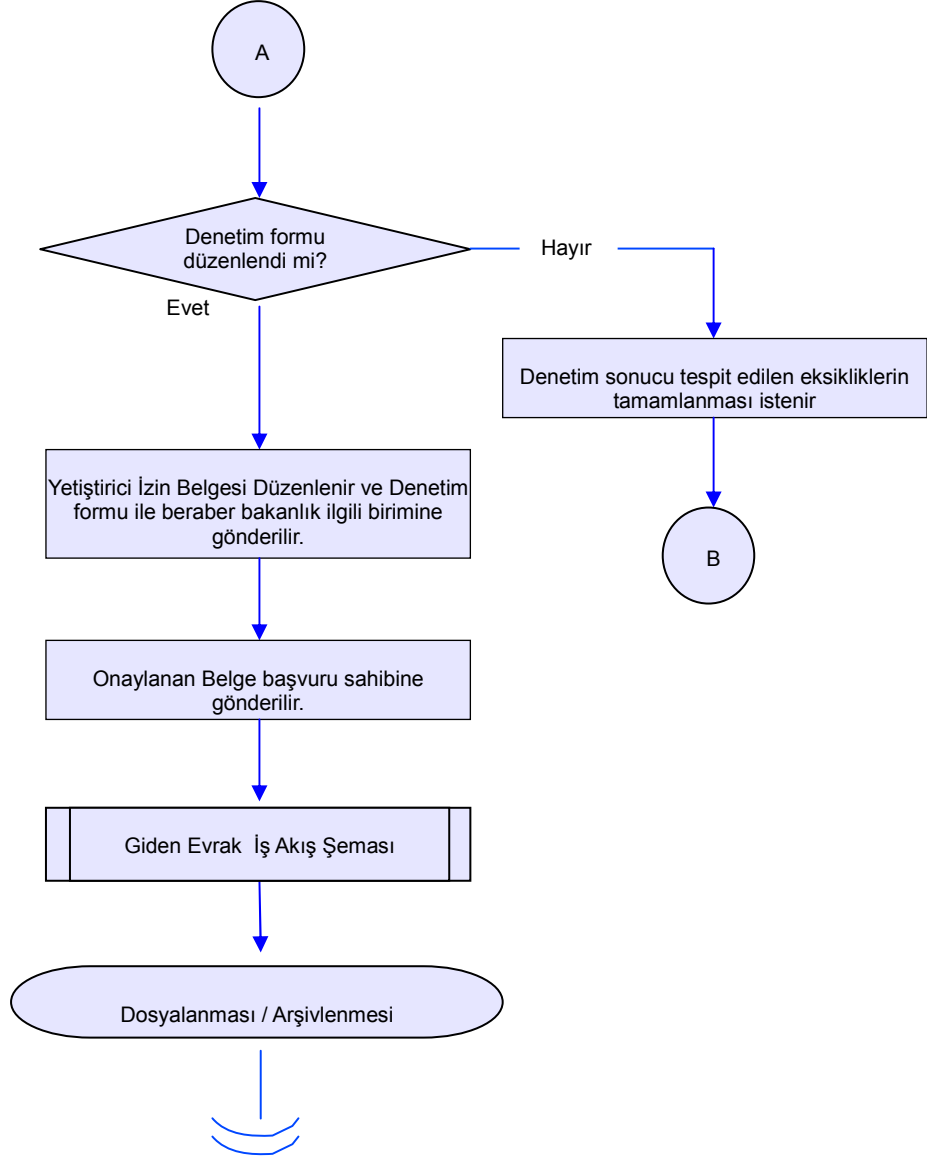 A
Denetim formu
düzenlendi mi?
Hayır
Evet
Denetim sonucu tespit edilen eksikliklerin
tamamlanması istenir
Yetiştirici İzin Belgesi Düzenlenir ve Denetim
formu ile beraber bakanlık ilgili birimine
gönderilir.
B
Onaylanan Belge başvuru sahibine
gönderilir.
Giden Evrak  İş Akış Şeması
Dosyalanması / Arşivlenmesi